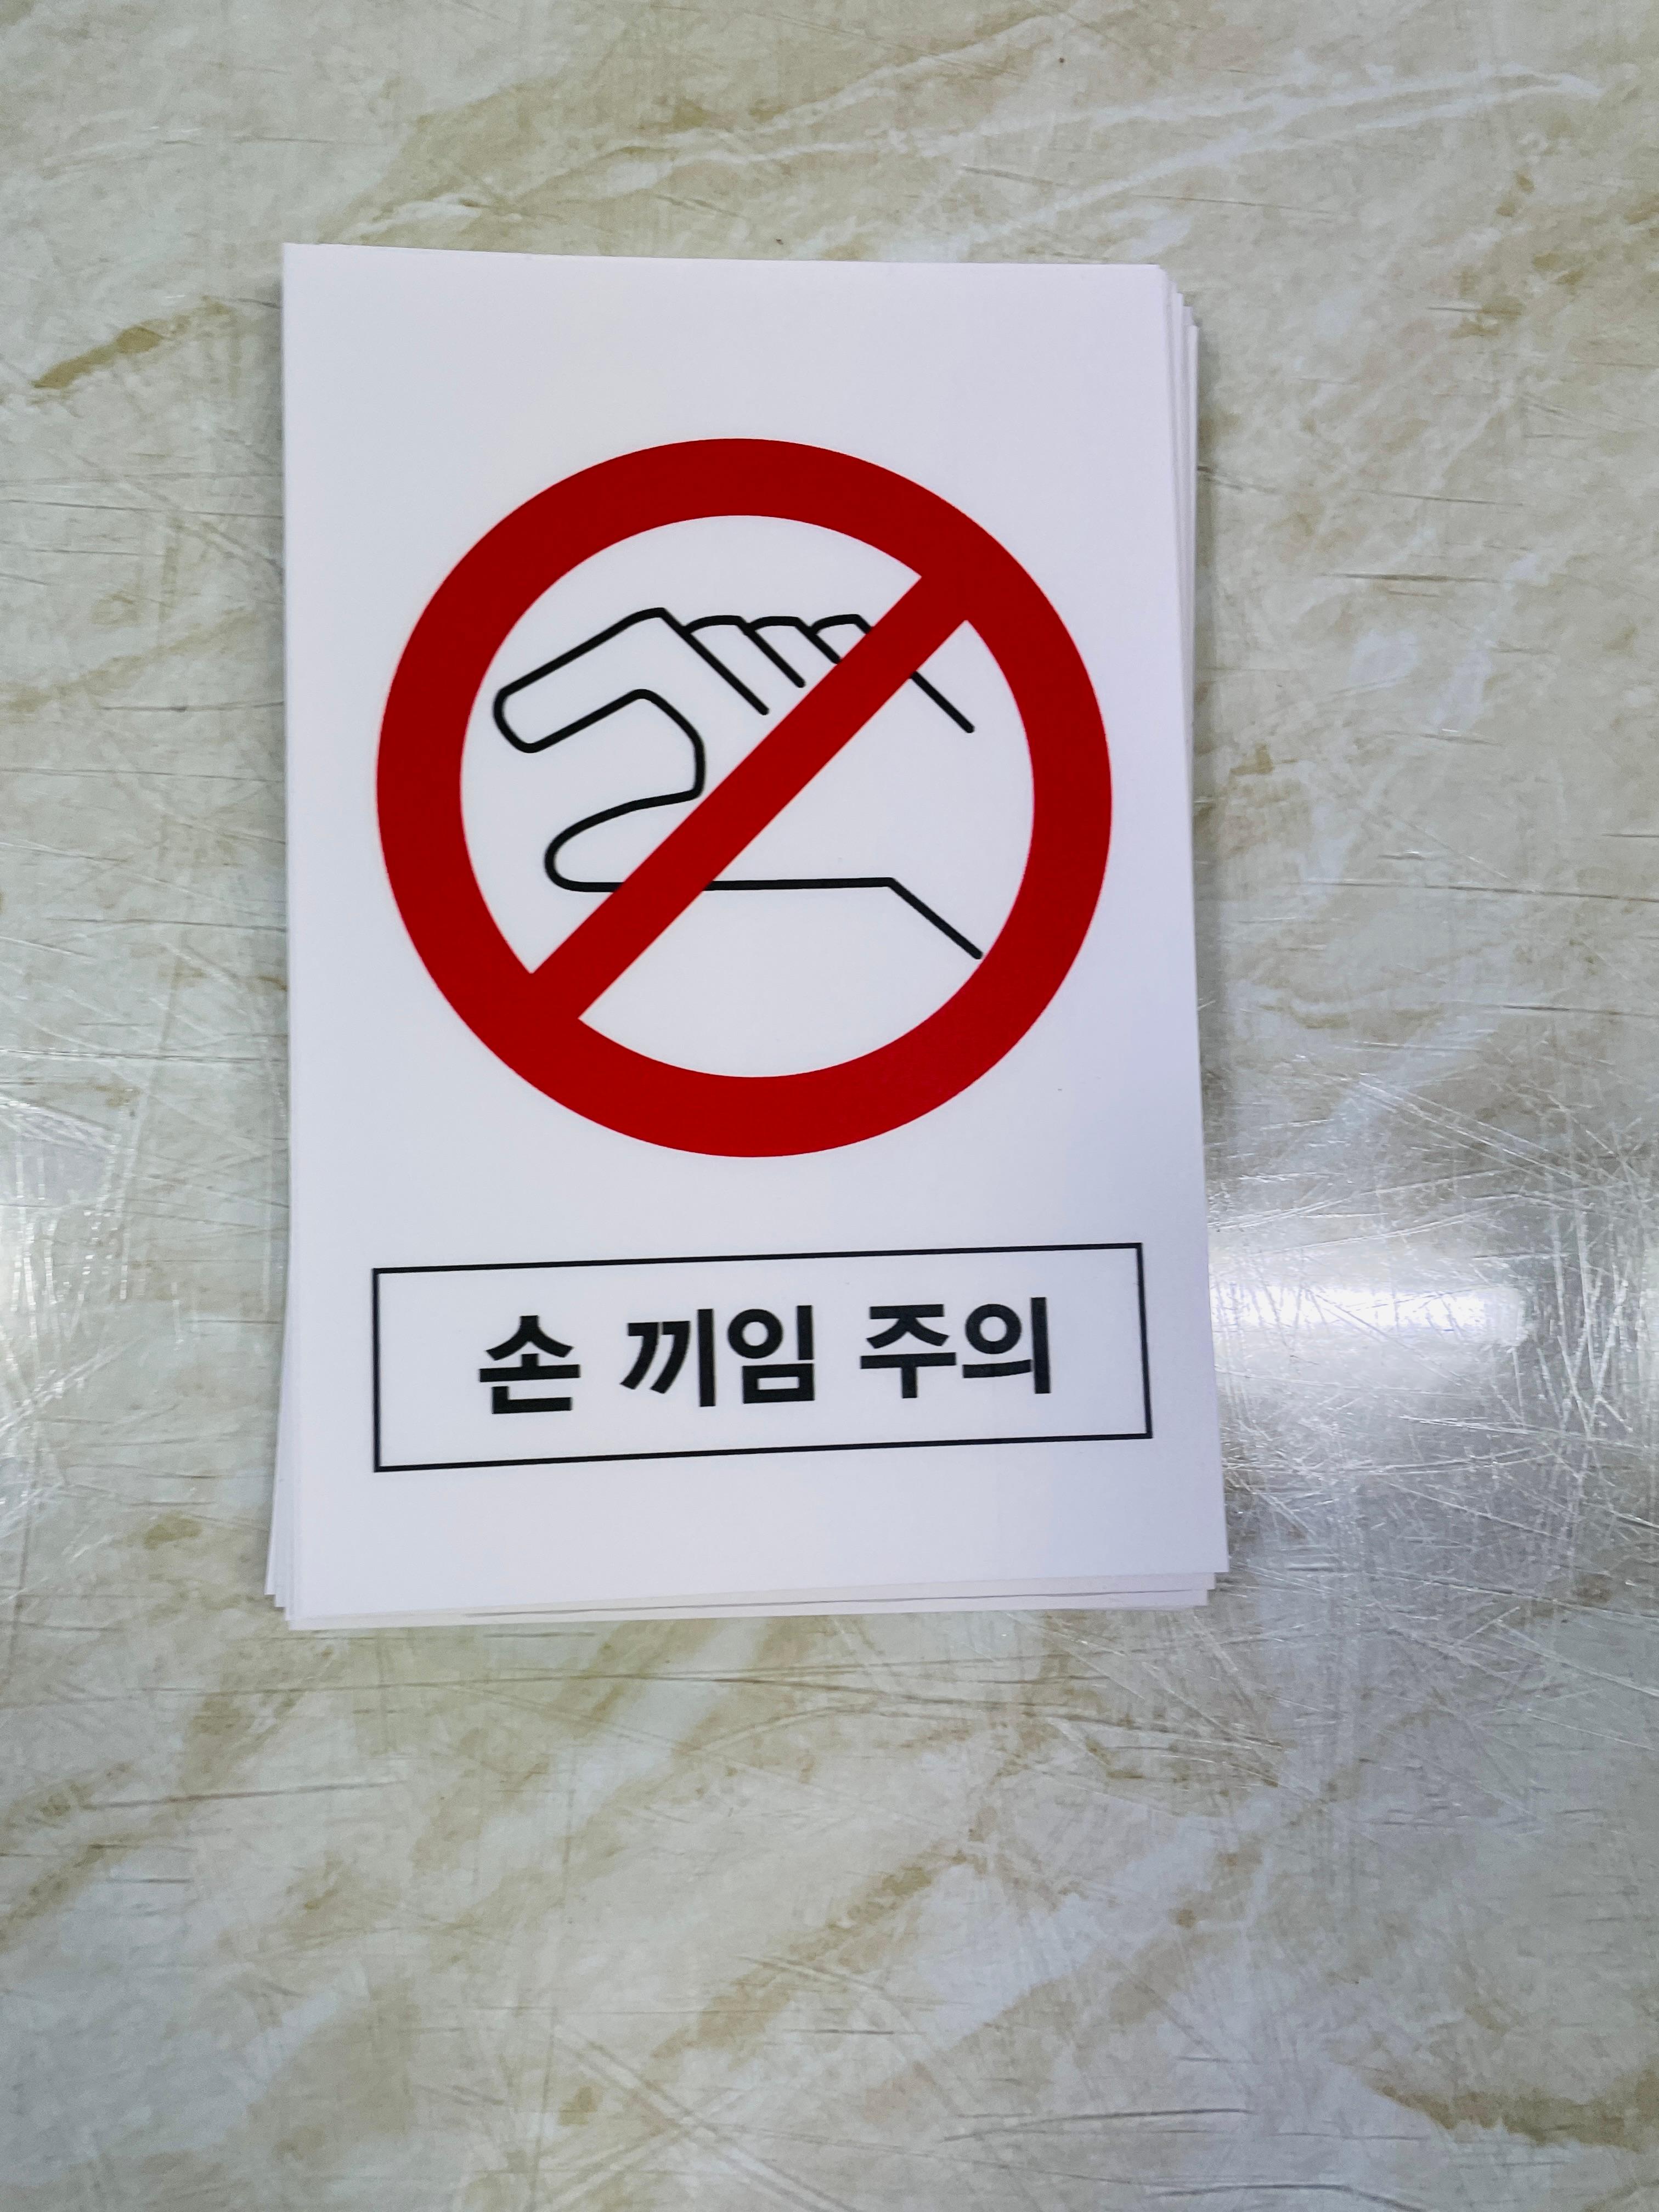 손 끼임 주의